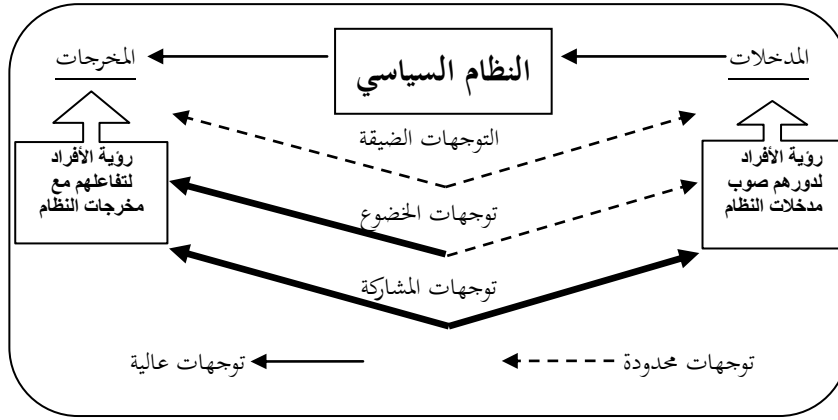 المدخلات
النظام السياسي
المخرجات
التوجهات الضيقة
رؤية الأفراد
لدورهم صوب
مدخلات النظام
رؤية الأفراد
لتفاعلهم مع
مخرجات النظام
توجهات الخضوع
توجهات المشاركة
توجهات محدودة
توجهات عالية